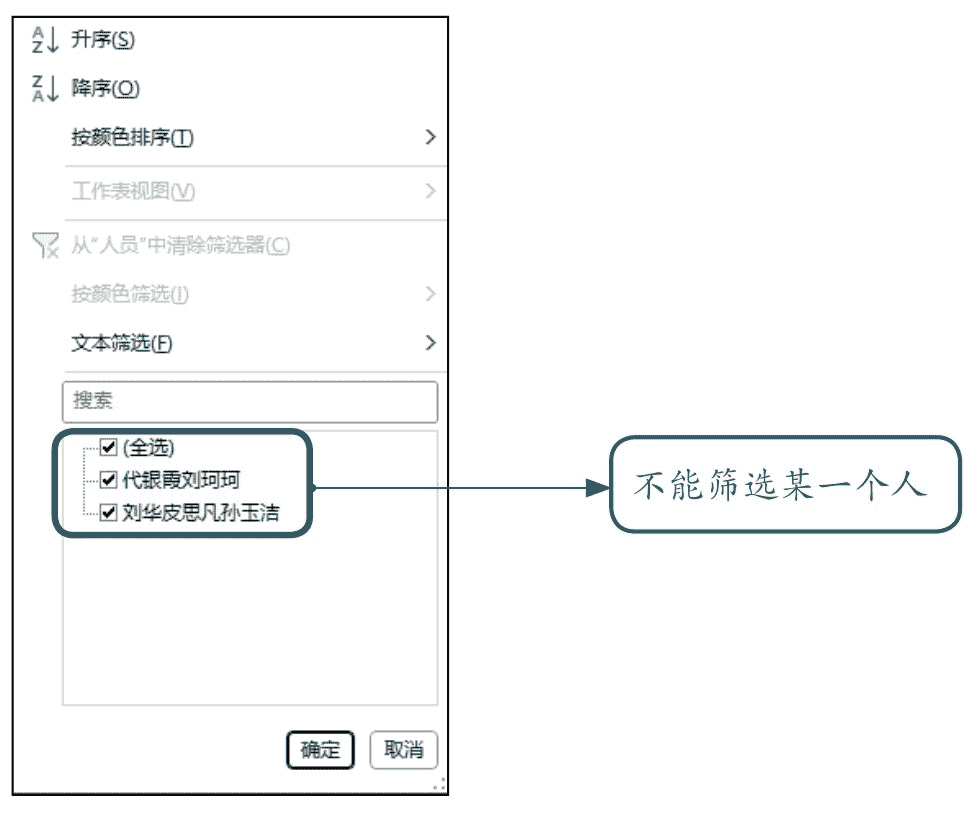 升序(S)
降序(O)
按颜色排序(T)
工作表视图(V)
从“人员”中清除筛选器(C)
按颜色筛选(I)
文本筛选(F)
搜索
(全选)
代银霞刘珂珂
刘华皮思凡孙玉洁
不能筛选某一个人
确定 取消